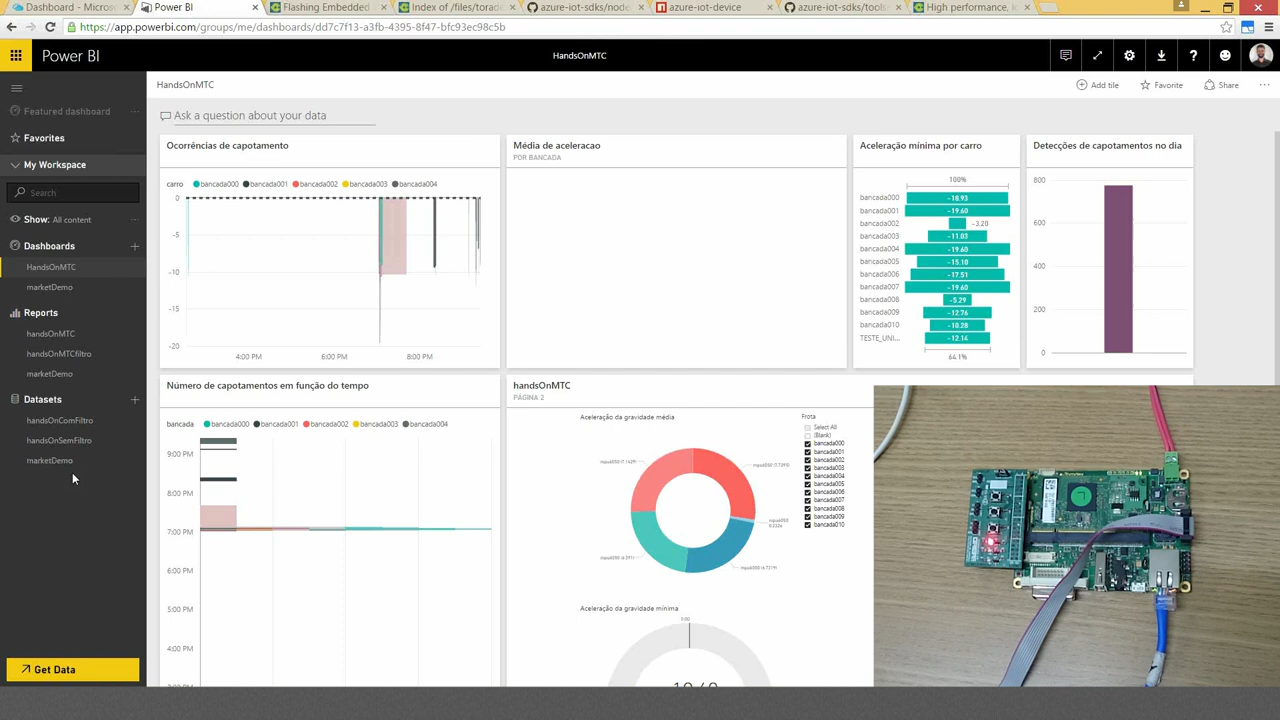 Dashboard - Micros
Power BI
Flashing Embedded
Index of /files/torade
azure-iot-sdks/node
azure-iot-device
azure-iot-sdks/tools
High performance, l
https://app.powerbi.com/groups/me/dashboards/dd7c7f13-a3fb-4395-8f47-bfc93ec98c5b
Power BI
HandsOnMTC
HandsOnMTC
Add tile
Favorite
Share
Featured dashboard
Favorites
My Workspace
Search
Show: All content
Dashboards
HandsOnMTC
marketDemo
Reports
handsOnMTC
handsOnMTCfiltro
marketDemo
Datasets
handsOnComFiltro
handsOnSemFiltro
marketDemo
Get Data
Ask a question about your data
Ocorrências de capotamento
carro bancada000 bancada001 bancada002 bancada003 bancada004
0
-5
-10
-15
-20
4:00 PM 6:00 PM 8:00 PM
Média de aceleracao
POR BANCADA
Aceleração mínima por carro
100%
bancada000 -18.93
bancada001 -19.60
bancada002 -3.20
bancada003 -11.03
bancada004 -19.60
bancada005 -15.10
bancada006 -17.51
bancada007 -19.60
bancada008 -5.29
bancada009 -12.76
bancada010 -10.28
TESTE_UNI... -12.14
64.1%
Detecções de capotamentos no dia
800
600
400
200
0
Número de capotamentos em função do tempo
bancada bancada000 bancada001 bancada002 bancada003 bancada004
9:00 PM
8:00 PM
7:00 PM
6:00 PM
5:00 PM
4:00 PM
handsOnMTC
PÁGINA 2
Aceleração da gravidade média
Frota
Select All
(Blank)
bancada000
bancada001
bancada002
bancada003
bancada004
bancada005
bancada006
bancada007
bancada008
bancada009
bancada010
Aceleração da gravidade mínima
0.00